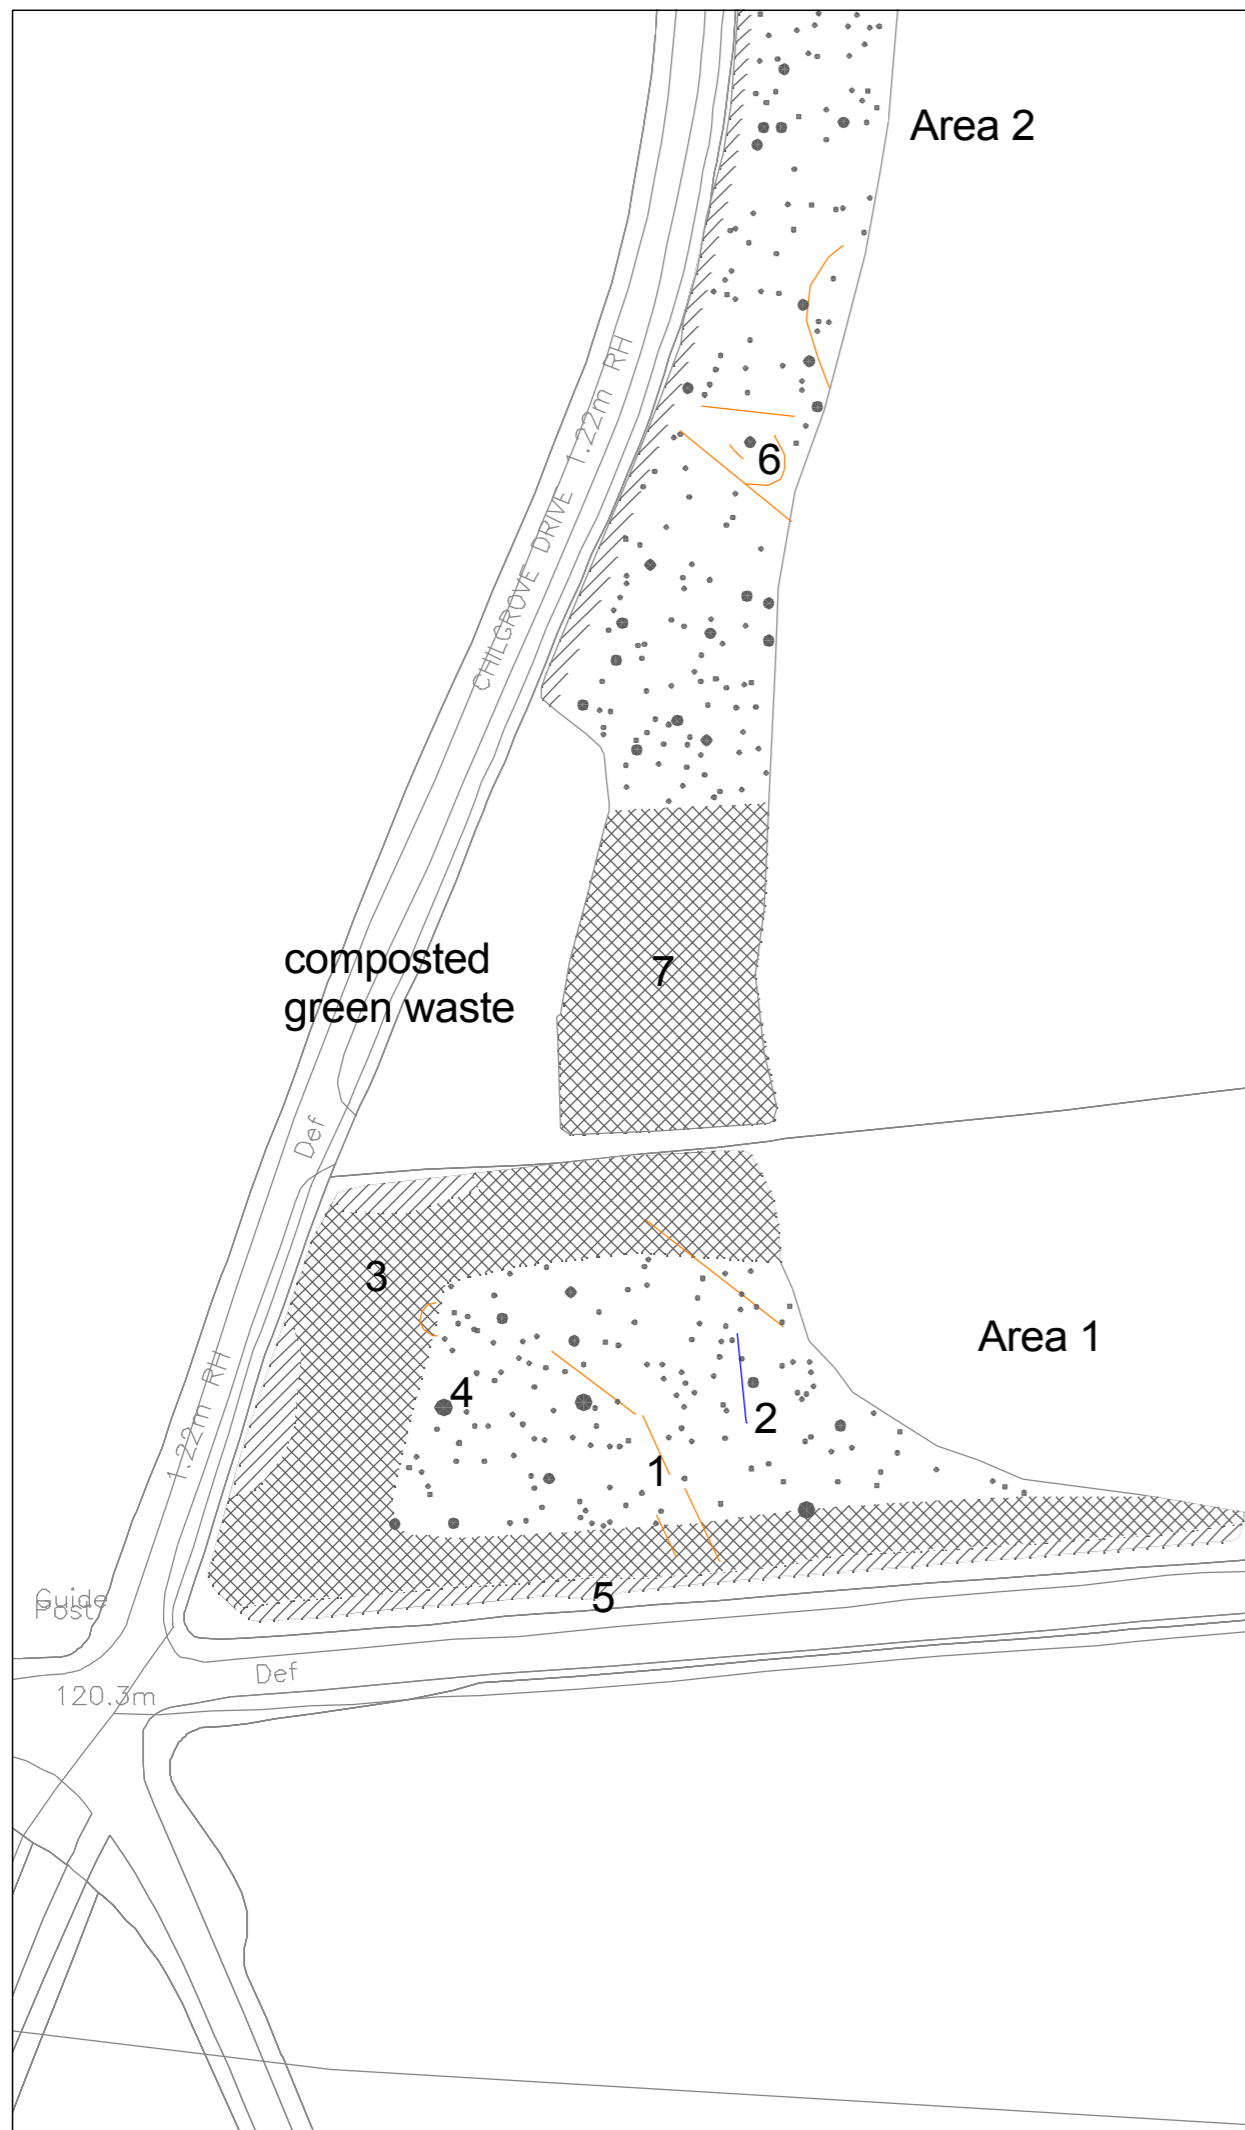 Area 2
CHILGROVE DRIVE 1.22m RH
6
composted
green waste
7
Def
3
Area 1
4
2
1
1.22m RH
5
Guide
Post
Def
120.3m